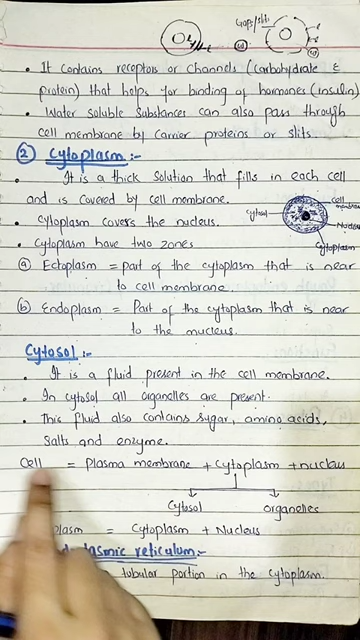 Gaps/slits
• It contains receptors or channels (carbohydrate &
protein) that helps for binding of hormones (insulin)
• Water soluble substances can also pass through
cell membrane by carrier proteins or slits.
② Cytoplasm:-
• It is a thick solution that fills in each cell
and is covered by cell membrane.
• Cytoplasm covers the nucleus.
• Cytoplasm have two zones
Cytosol
Cell
membrane
Cytoplasm
ⓐ Ectoplasm = part of the cytoplasm that is near
to cell membrane.
ⓑ Endoplasm = Part of the cytoplasm that is near
to the nucleus.
Cytosol:-
• It is a fluid present in the cell membrane.
• In cytosol all organelles are present.
• This fluid also contains sugar, amino acids,
salts and enzyme.
Cell = Plasma membrane + cytoplasm + nucleus
Cytosol organelles
plasm = Cytoplasm + Nucleus
plasmic reticulum:-
tubular portion in the cytoplasm.